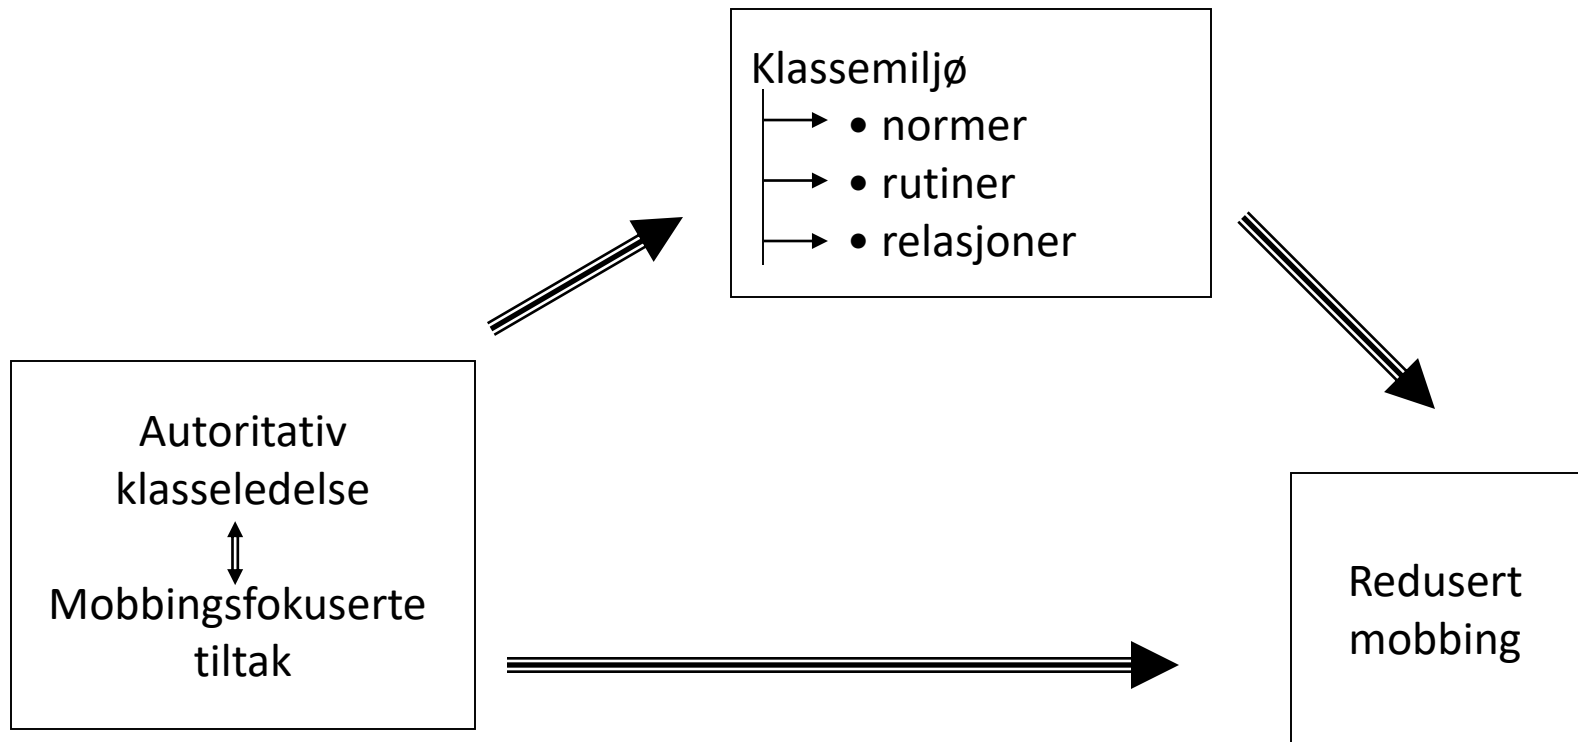 Klassemiljø
• normer
• rutiner
• relasjoner
Autoritativ
klasseledelse
Mobbingsfokuserte
tiltak
Redusert
mobbing